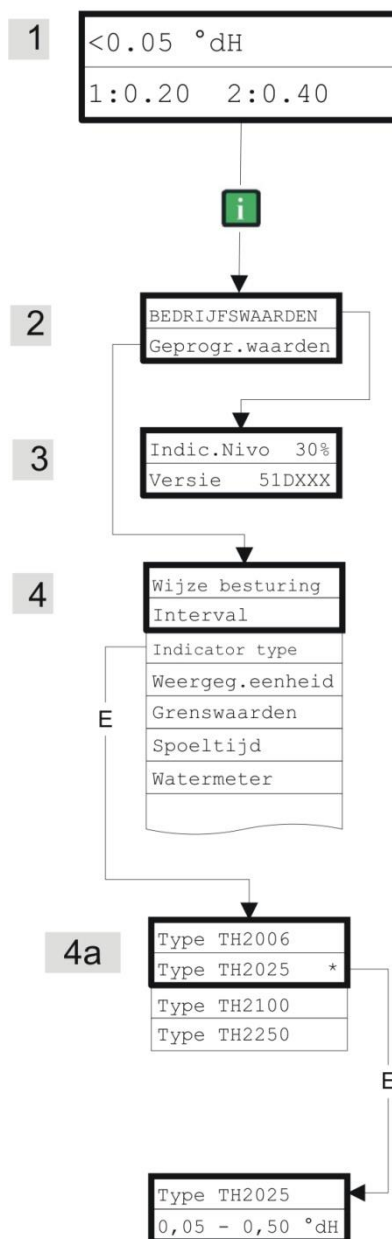 1
<0.05 °dH
1:0.20 2:0.40
i
2
BEDRIJFSWAARDEN
Geprogr.waarden
3
Indic.Nivo 30%
Versie 51DXXX
4
Wijze besturing
Interval
Indicator type
Weergeg.eenheid
Grenswaarden
Spoeltijd
Watermeter
E
4a
Type TH2006
Type TH2025 *
Type TH2100
Type TH2250
E
Type TH2025
0,05 - 0,50 °dH